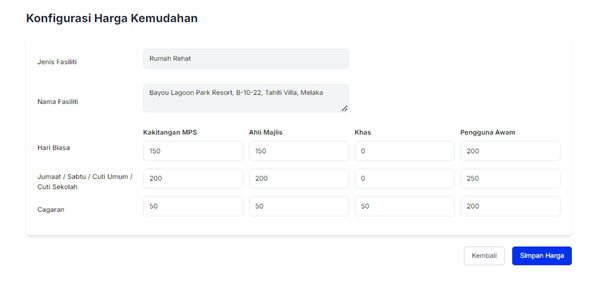 Konfigurasi Harga Kemudahan
Jenis Fasiliti
Rumah Rehat
Nama Fasiliti
Bayou Lagoon Park Resort, B-10-22, Tahiti Villa, Melaka
Kakitangan MPS Ahli Majlis Khas Pengguna Awam
Hari Biasa 150 150 0 200
Jumaat / Sabtu / Cuti Umum /
Cuti Sekolah
200 200 0 250
Cagaran 50 50 50 200
Kembali Simpan Harga